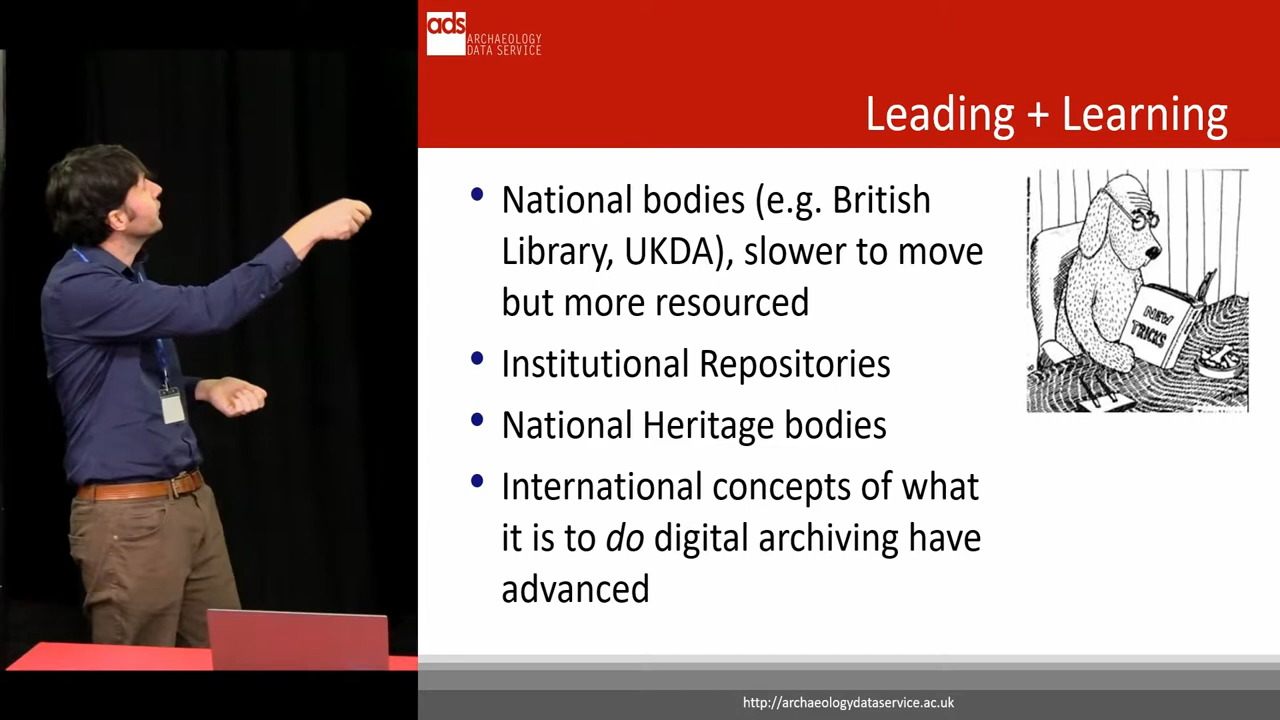 ads
ARCHAEOLOGY
DATA SERVICE
Leading + Learning
• National bodies (e.g. British
Library, UKDA), slower to move
but more resourced
• Institutional Repositories
• National Heritage bodies
• International concepts of what
it is to do digital archiving have
advanced
NEW
TRICKS
http://archaeologydataservice.ac.uk